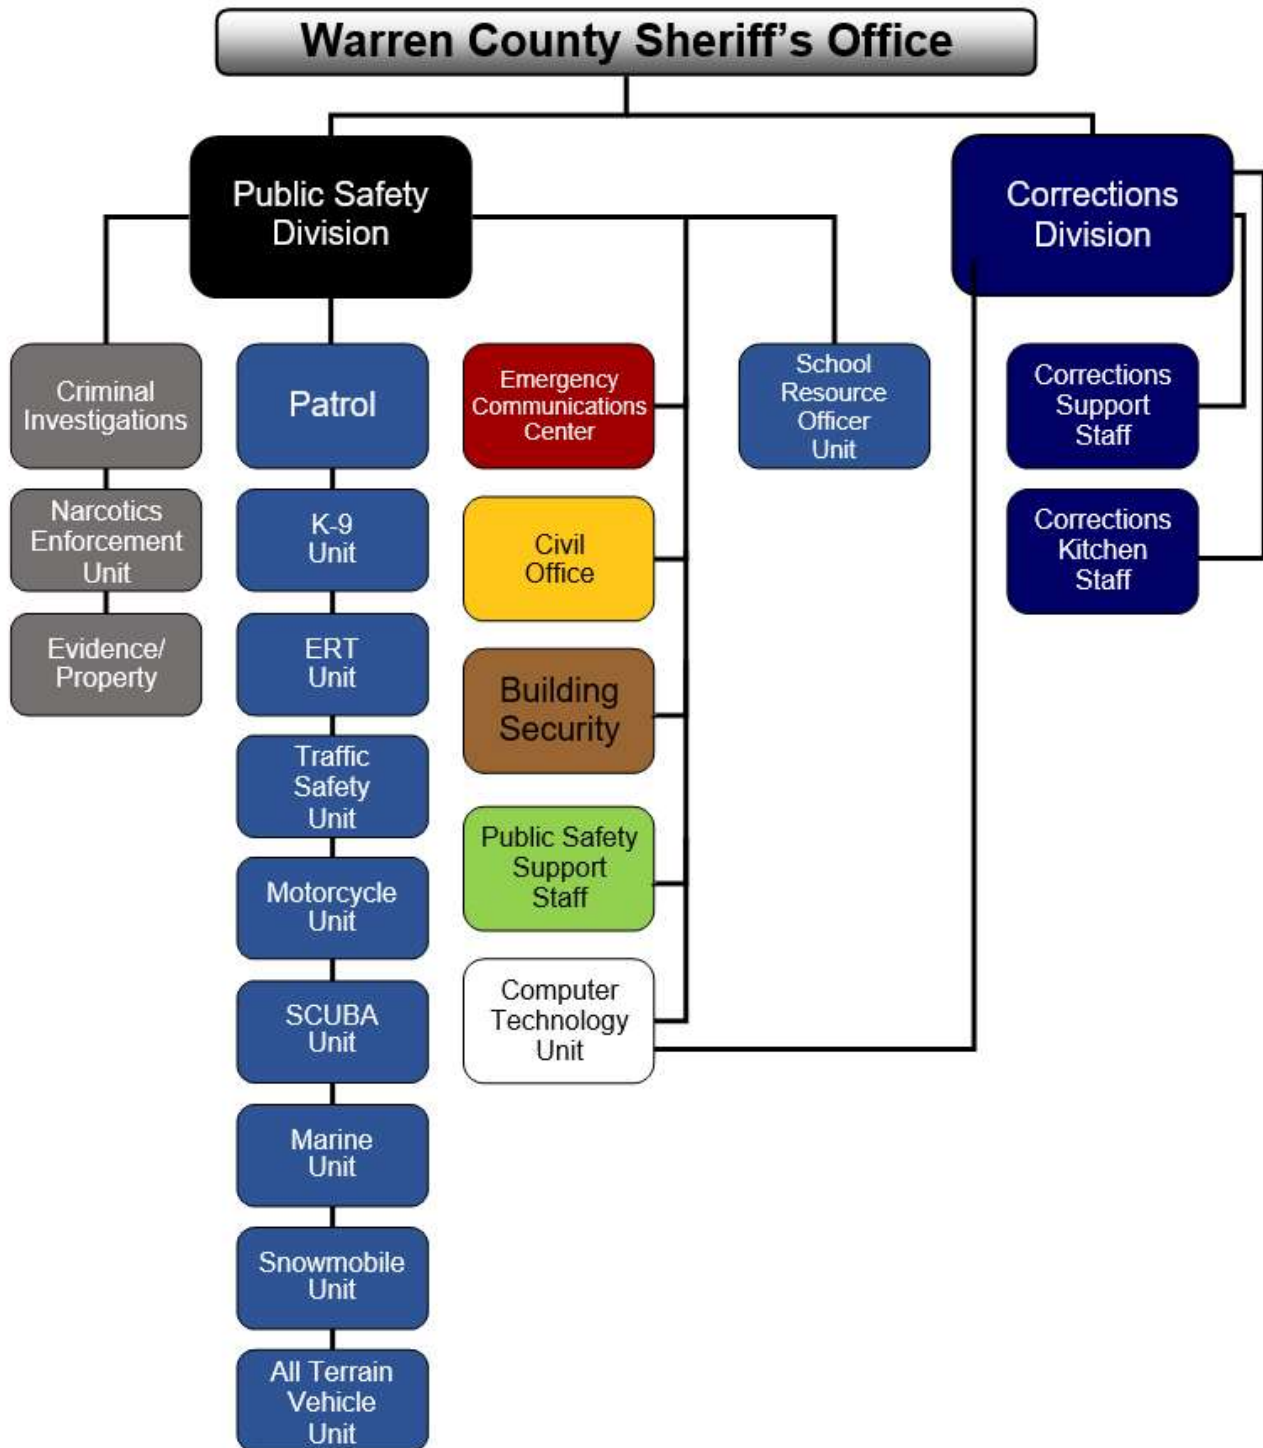 Warren County Sheriff's Office
Public Safety
Division
Corrections
Division
Criminal
Investigations
Patrol
Emergency
Communications
Center
School
Resource
Officer
Unit
Corrections
Support
Staff
Narcotics
Enforcement
Unit
K-9
Unit
Civil
Office
Corrections
Kitchen
Staff
Evidence/
Property
ERT
Unit
Building
Security
Traffic
Safety
Unit
Public Safety
Support
Staff
Motorcycle
Unit
Computer
Technology
Unit
SCUBA
Unit
Marine
Unit
Snowmobile
Unit
All Terrain
Vehicle
Unit